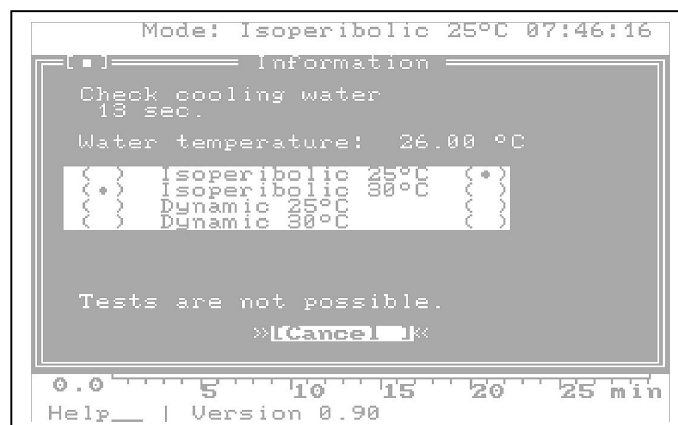 Mode: Isoperibolic 25°C 07:46:16
[■] Information
Check cooling water
13 sec.
Water temperature: 26.00 °C
( ) Isoperibolic 25°C (•)
(•) Isoperibolic 30°C ( )
( ) Dynamic 25°C ( )
( ) Dynamic 30°C ( )
Tests are not possible.
»[Cancel ]«
0.0 5 10 15 20 25 min
Help__ | Version 0.90